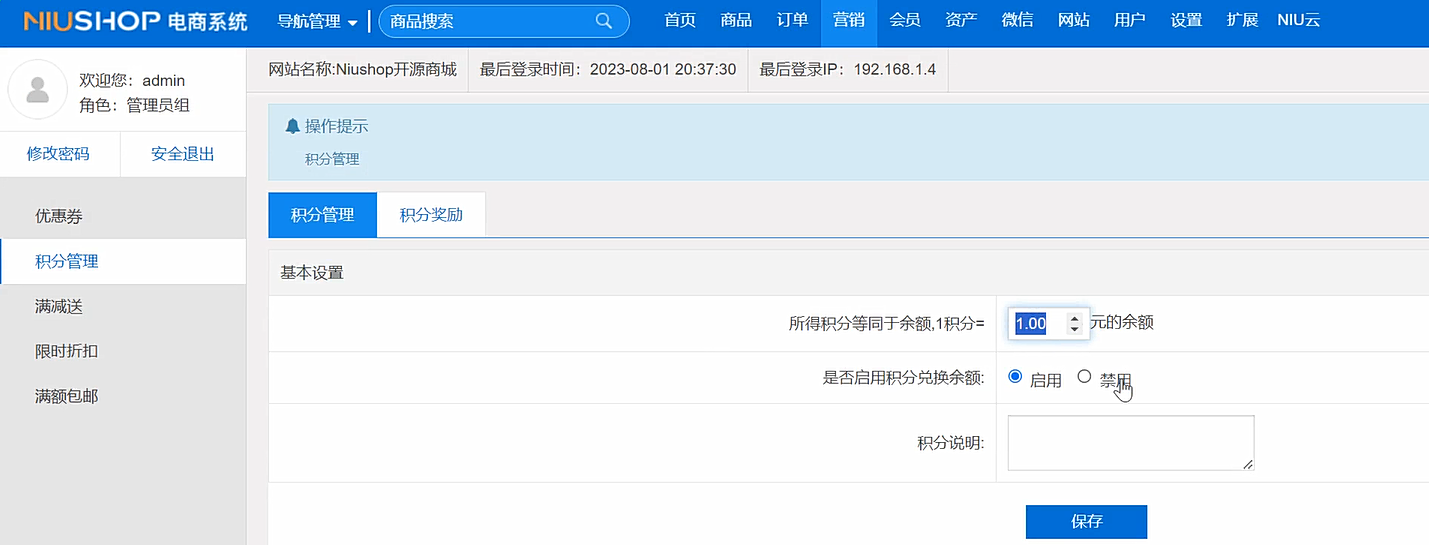 NIUSHOP 电商系统 导航管理 商品搜索 首页 商品 订单 营销 会员 资产 微信 网站 用户 设置 扩展 NIU云
欢迎您：admin
角色：管理员组
修改密码 安全退出
优惠券
积分管理
满减送
限时折扣
满额包邮
网站名称:Niushop开源商城 最后登录时间：2023-08-01 20:37:30 最后登录IP：192.168.1.4
操作提示
积分管理
积分管理 积分奖励
基本设置
所得积分等同于余额,1积分= 1.00 元的余额
是否启用积分兑换余额: 启用 禁用
积分说明:
保存